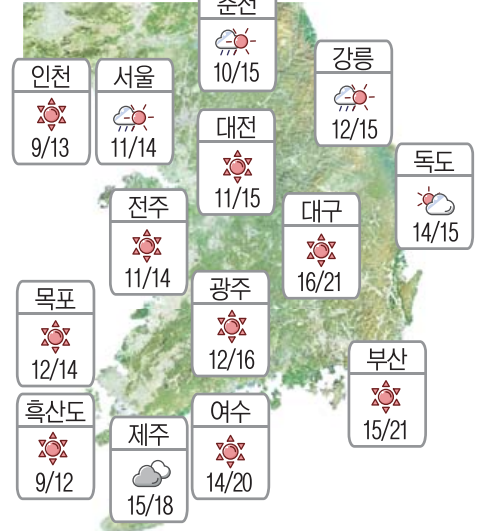 춘천
10/15
강릉
12/15
인천
9/13
서울
11/14
대전
11/15
독도
14/15
전주
11/14
대구
16/21
광주
12/16
목포
12/14
부산
15/21
흑산도
9/12
제주
15/18
여수
14/20